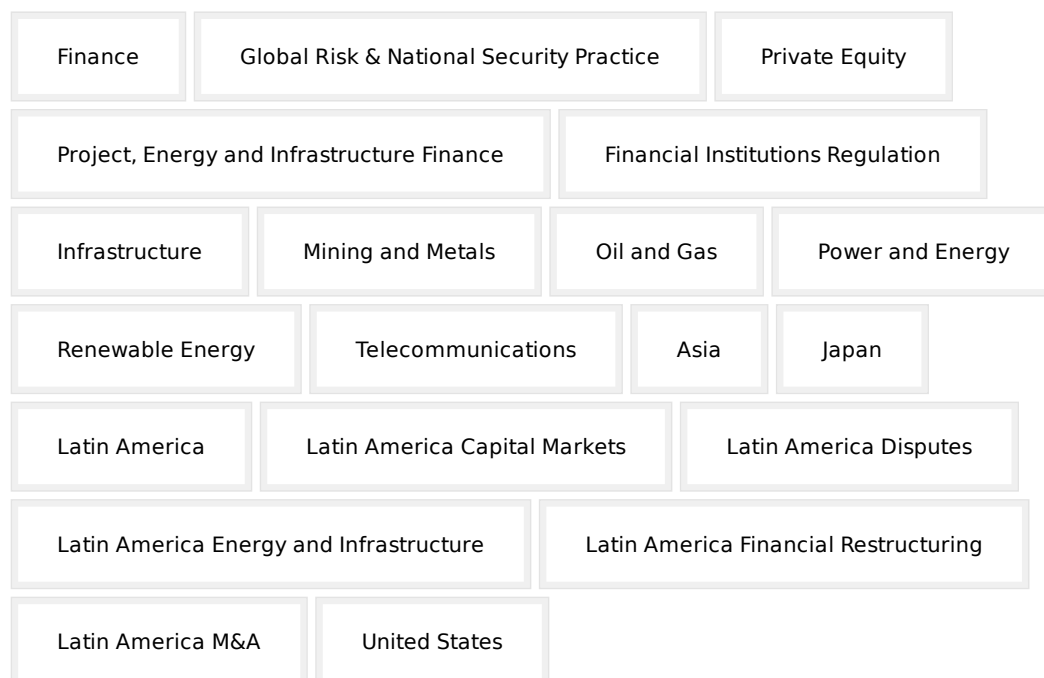 Finance Global Risk & National Security Practice Private Equity
Project, Energy and Infrastructure Finance Financial Institutions Regulation
Infrastructure Mining and Metals Oil and Gas Power and Energy
Renewable Energy Telecommunications Asia Japan
Latin America Latin America Capital Markets Latin America Disputes
Latin America Energy and Infrastructure Latin America Financial Restructuring
Latin America M&A United States